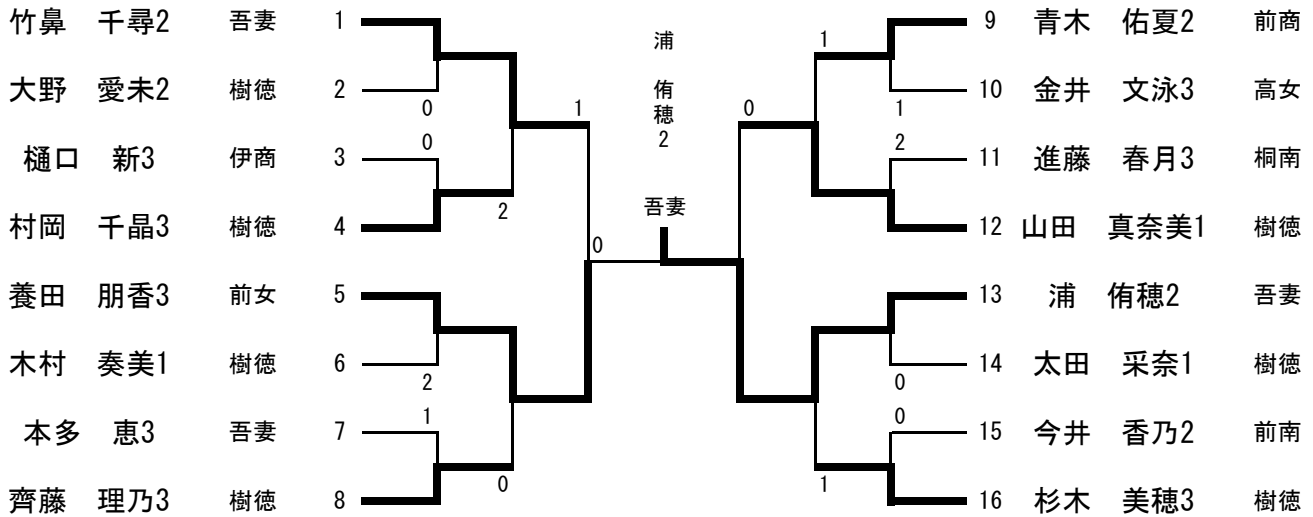 竹鼻 千尋2 吾妻 1
大野 愛未2 樹徳 2
樋口 新3 伊商 3
村岡 千晶3 樹徳 4
養田 朋香3 前女 5
木村 奏美1 樹徳 6
本多 恵3 吾妻 7
齊藤 理乃3 樹徳 8
0
0
2
2
1
0
1
0
浦 侑穂2
吾妻
0
1
1
2
0
0
1
9 青木 佑夏2 前商
10 金井 文泳3 高女
11 進藤 春月3 桐南
12 山田 真奈美1 樹徳
13 浦 侑穂2 吾妻
14 太田 采奈1 樹徳
15 今井 香乃2 前南
16 杉木 美穂3 樹徳